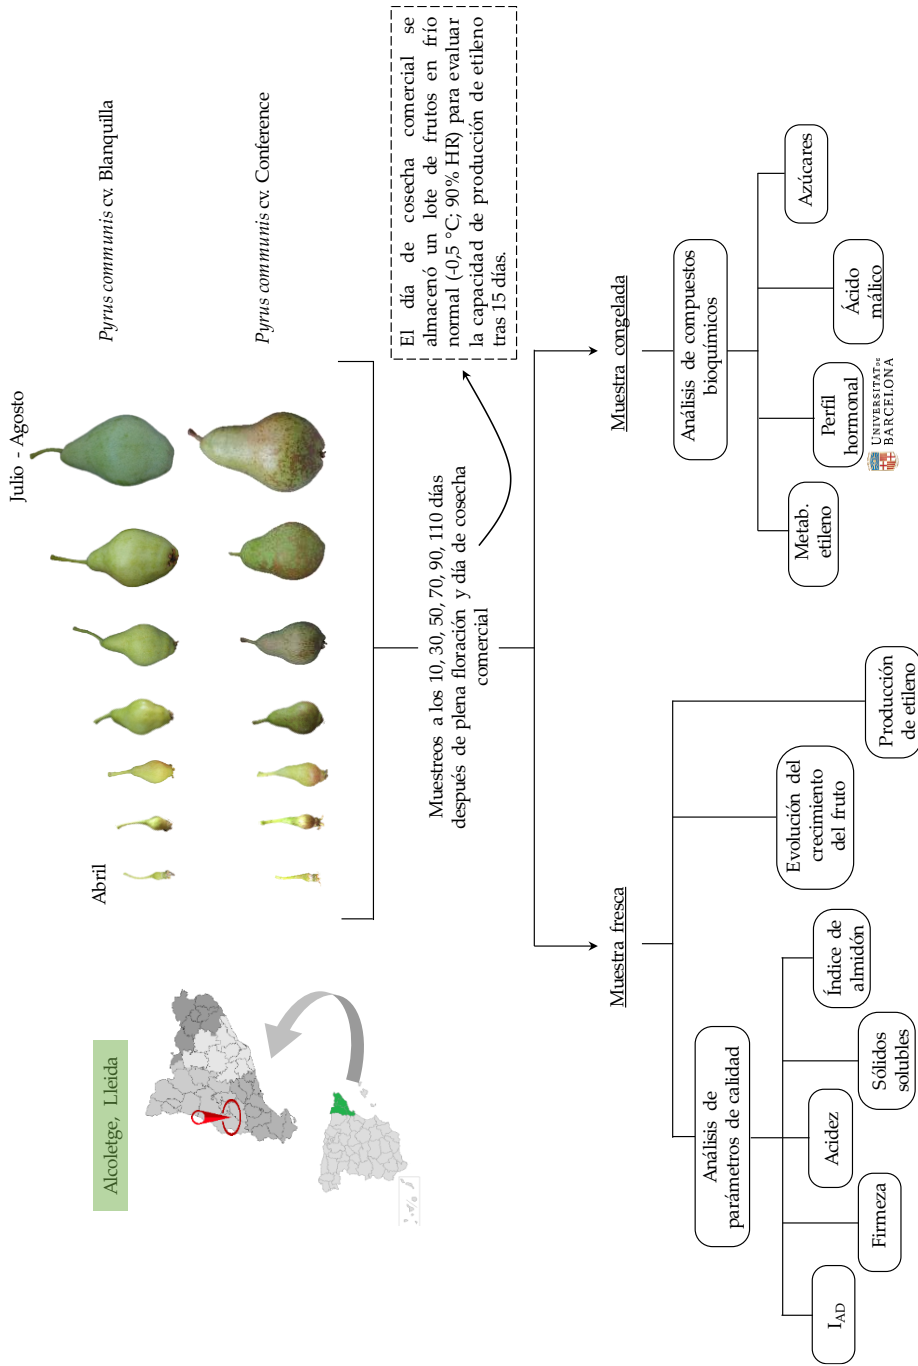 Alcoletge, Lleida
Abril
Julio - Agosto
Pyrus communis cv. Blanquilla
Pyrus communis cv. Conference
Muestreos a los 10, 30, 50, 70, 90, 110 días
después de plena floración y día de cosecha
comercial
El día de cosecha comercial se
almacenó un lote de frutos en frío
normal (-0,5 °C; 90% HR) para evaluar
la capacidad de producción de etileno
tras 15 días.
Muestra fresca
Muestra congelada
Análisis de
parámetros de calidad
Evolución del
crecimiento
del fruto
Producción
de etileno
Análisis de compuestos
bioquímicos
I_AD
Firmeza
Acidez
Sólidos
solubles
Índice de
almidón
Metab.
etileno
Perfil
hormonal
Ácido
málico
Azúcares
UNIVERSITAT DE
BARCELONA